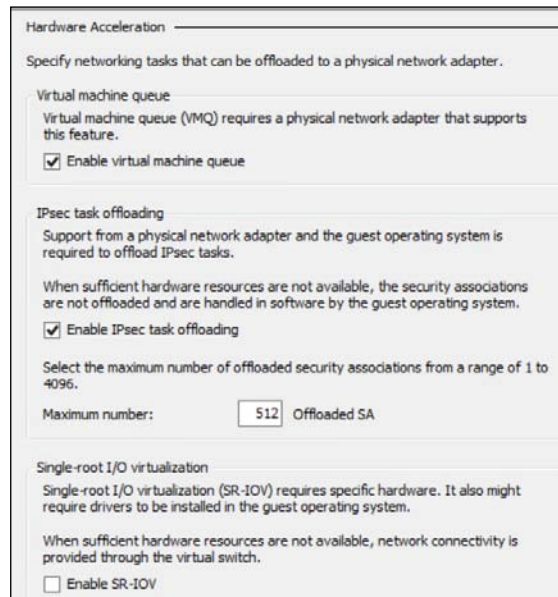 Hardware Acceleration
Specify networking tasks that can be offloaded to a physical network adapter.
Virtual machine queue
Virtual machine queue (VMQ) requires a physical network adapter that supports
this feature.
Enable virtual machine queue
IPsec task offloading
Support from a physical network adapter and the guest operating system is
required to offload IPsec tasks.
When sufficient hardware resources are not available, the security associations
are not offloaded and are handled in software by the guest operating system.
Enable IPsec task offloading
Select the maximum number of offloaded security associations from a range of 1 to
4096.
Maximum number: 512 Offloaded SA
Single-root I/O virtualization
Single-root I/O virtualization (SR-IOV) requires specific hardware. It also might
require drivers to be installed in the guest operating system.
When sufficient hardware resources are not available, network connectivity is
provided through the virtual switch.
Enable SR-IOV